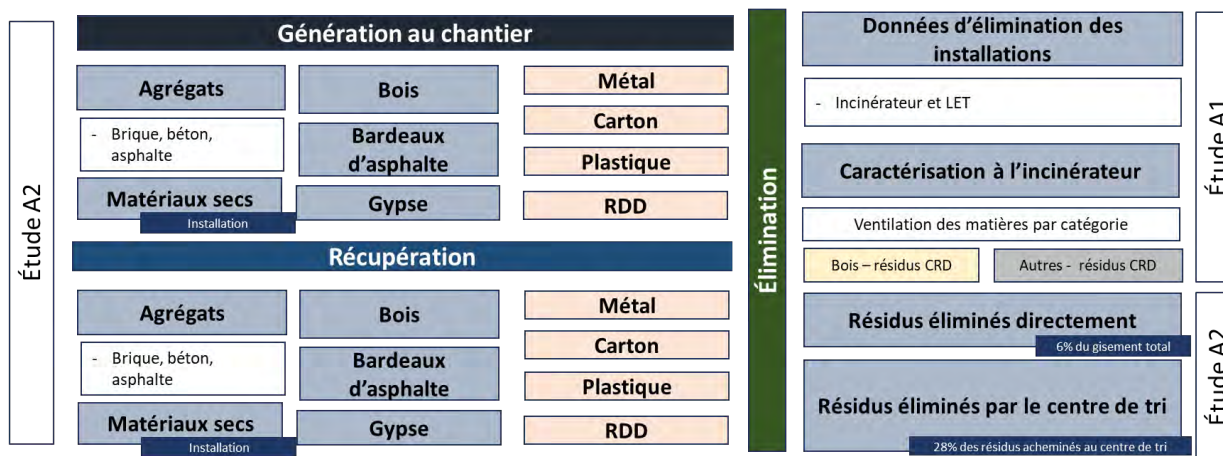 Étude A2
Génération au chantier
Agrégats
- Brique, béton,
asphalte
Matériaux secs
Installation
Bois
Bardeaux
d'asphalte
Gypse
Métal
Carton
Plastique
RDD
Récupération
Agrégats
- Brique, béton,
asphalte
Matériaux secs
Installation
Bois
Bardeaux
d'asphalte
Gypse
Métal
Carton
Plastique
RDD
Élimination
Données d'élimination des
installations
- Incinérateur et LET
Caractérisation à l'incinérateur
Ventilation des matières par catégorie
Bois – résidus CRD
Autres - résidus CRD
Étude A1
Résidus éliminés directement
6% du gisement total
Résidus éliminés par le centre de tri
28% des résidus acheminés au centre de tri
Étude A2